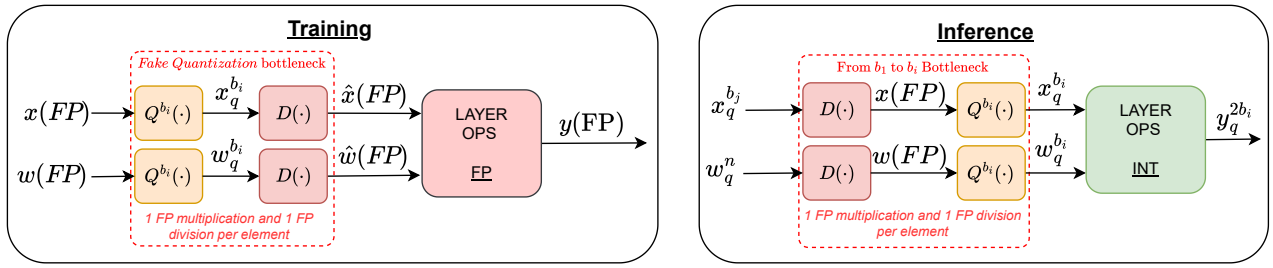 Training
Fake Quantization bottleneck
x(FP)
Q^{b_i}(·)
x_q^{b_i}
D(·)
x̂(FP)
w(FP)
Q^{b_i}(·)
w_q^{b_i}
D(·)
ŵ(FP)
1 FP multiplication and 1 FP
division per element
LAYER
OPS
FP
y(FP)
Inference
From b_1 to b_i Bottleneck
x_q^{b_j}
D(·)
x(FP)
Q^{b_i}(·)
x_q^{b_i}
w_q^n
D(·)
w(FP)
Q^{b_i}(·)
w_q^{b_i}
1 FP multiplication and 1 FP division
per element
LAYER
OPS
INT
y_q^{2b_i}